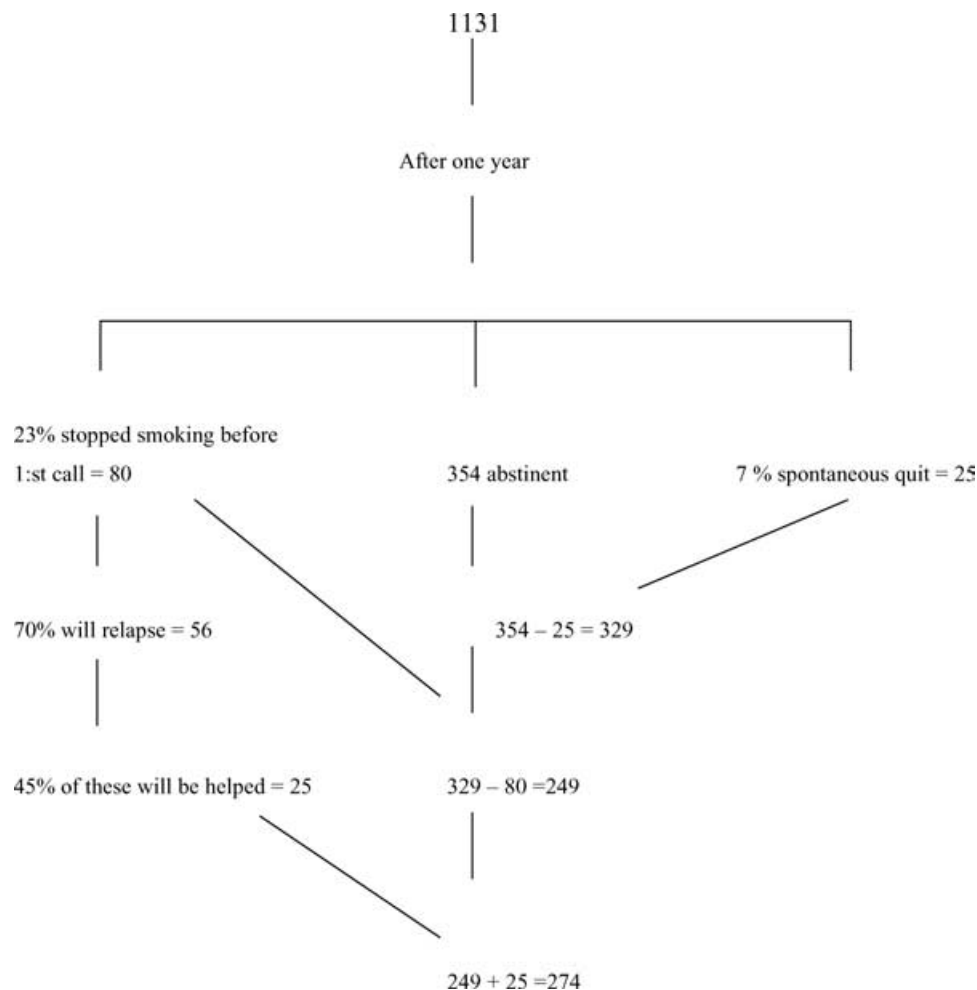 1131
After one year
23% stopped smoking before
1:st call = 80
354 abstinent
7 % spontaneous quit = 25
70% will relapse = 56
354 – 25 = 329
45% of these will be helped = 25
329 – 80 =249
249 + 25 =274